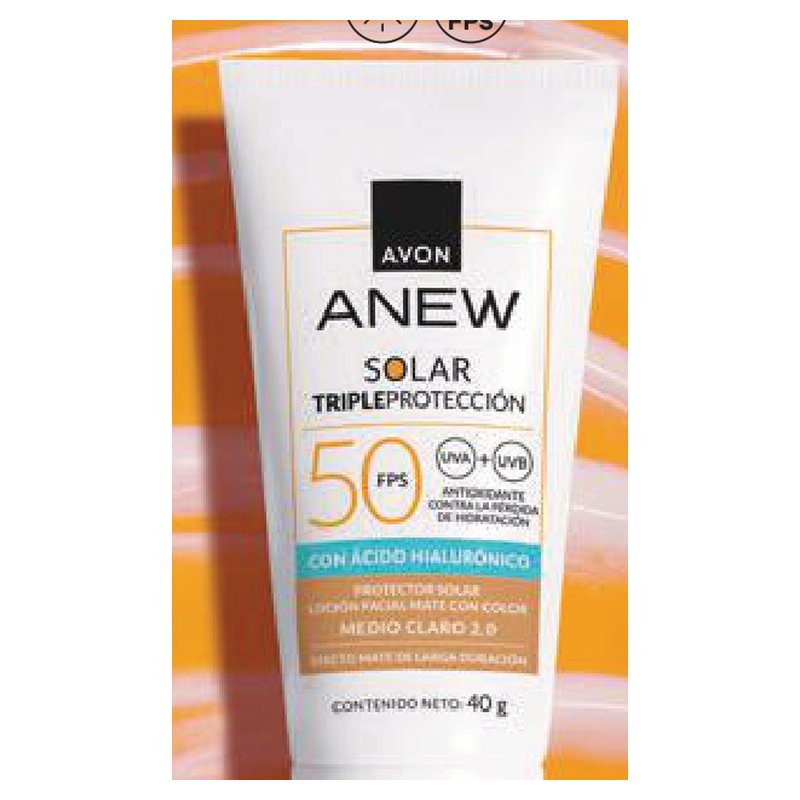 FPS
AVON
ANEW
SOLAR
TRIPLEPROTECCIÓN
50 FPS
UVA + UVB
ANTIOXIDANTE
CONTRA LA PÉRDIDA
DE HIDRATACIÓN
CON ÁCIDO HIALURÓNICO
PROTECTOR SOLAR
LOCIÓN FACIAL MATE CON COLOR
MEDIO CLARO 2.0
EFECTO MATE DE LARGA DURACIÓN
CONTENIDO NETO: 40 g